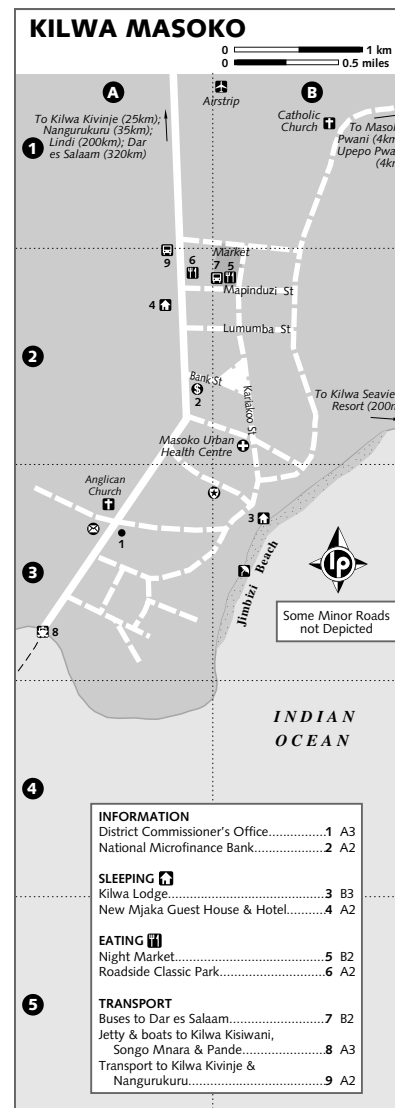 KILWA MASOKO
0 1 km
0 0.5 miles
A
B
Airstrip
Catholic
Church
To Kilwa Kivinje (25km);
Nangurukuru (35km);
Lindi (200km); Dar
es Salaam (320km)
To Masok
Pwani (4km
Upepo Pwa
(4km
1
Market
9
6
7
5
Mapinduzi St
4
Lumumba St
2
Bank St
2
Kariakoo St
To Kilwa Seavie
Resort (200m
Masoko Urban
Health Centre
Anglican
Church
3
1
3
Jimbizi Beach
lp
Some Minor Roads
not Depicted
8
INDIAN
OCEAN
4
INFORMATION
District Commissioner's Office................1 A3
National Microfinance Bank....................2 A2
SLEEPING
Kilwa Lodge............................................3 B3
New Mjaka Guest House & Hotel...........4 A2
EATING
Night Market..........................................5 B2
Roadside Classic Park..............................6 A2
5
TRANSPORT
Buses to Dar es Salaam...........................7 B2
Jetty & boats to Kilwa Kisiwani,
Songo Mnara & Pande........................8 A3
Transport to Kilwa Kivinje &
Nangurukuru......................................9 A2